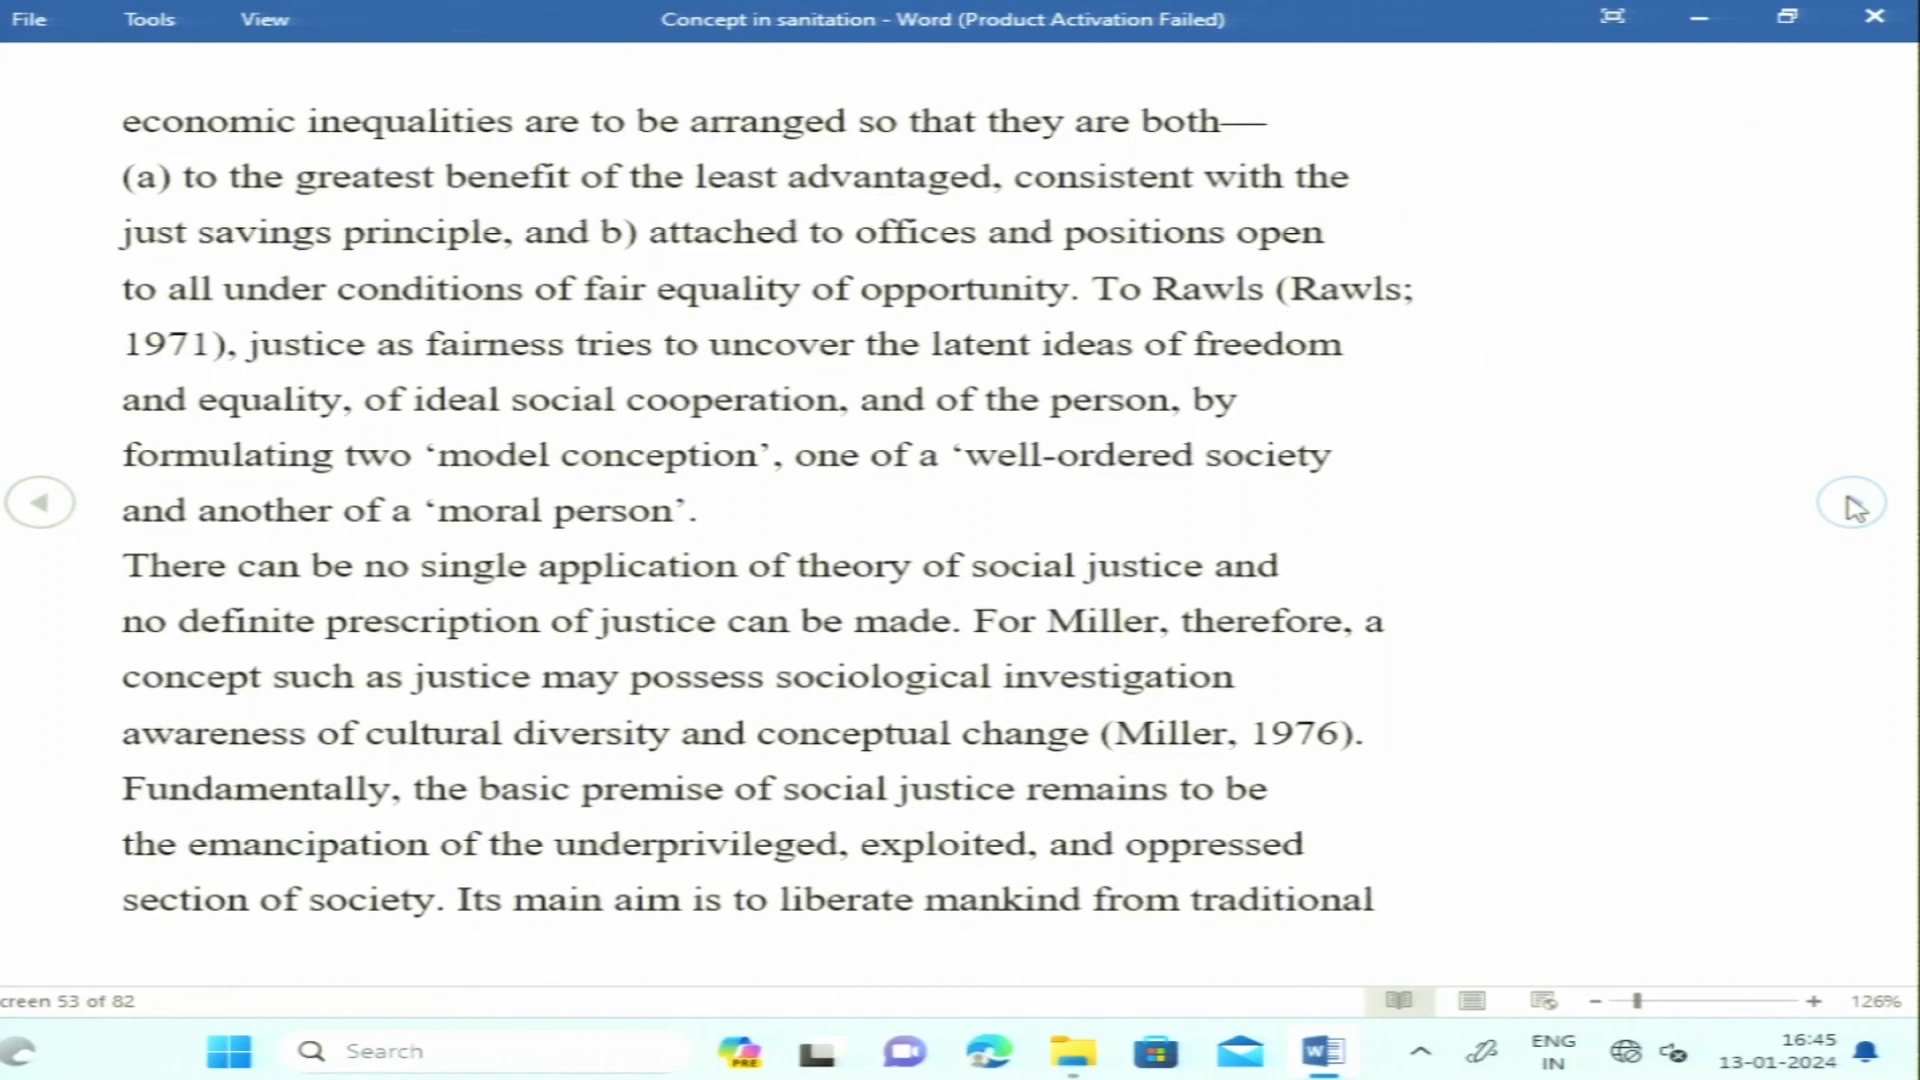 File Tools View Concept in sanitation - Word (Product Activation Failed)
economic inequalities are to be arranged so that they are both—
(a) to the greatest benefit of the least advantaged, consistent with the
just savings principle, and b) attached to offices and positions open
to all under conditions of fair equality of opportunity. To Rawls (Rawls;
1971), justice as fairness tries to uncover the latent ideas of freedom
and equality, of ideal social cooperation, and of the person, by
formulating two ‘model conception’, one of a ‘well-ordered society
and another of a ‘moral person’.
There can be no single application of theory of social justice and
no definite prescription of justice can be made. For Miller, therefore, a
concept such as justice may possess sociological investigation
awareness of cultural diversity and conceptual change (Miller, 1976).
Fundamentally, the basic premise of social justice remains to be
the emancipation of the underprivileged, exploited, and oppressed
section of society. Its main aim is to liberate mankind from traditional
creen 53 of 82 126%
Search PRE ENG 16:45
IN 13-01-2024